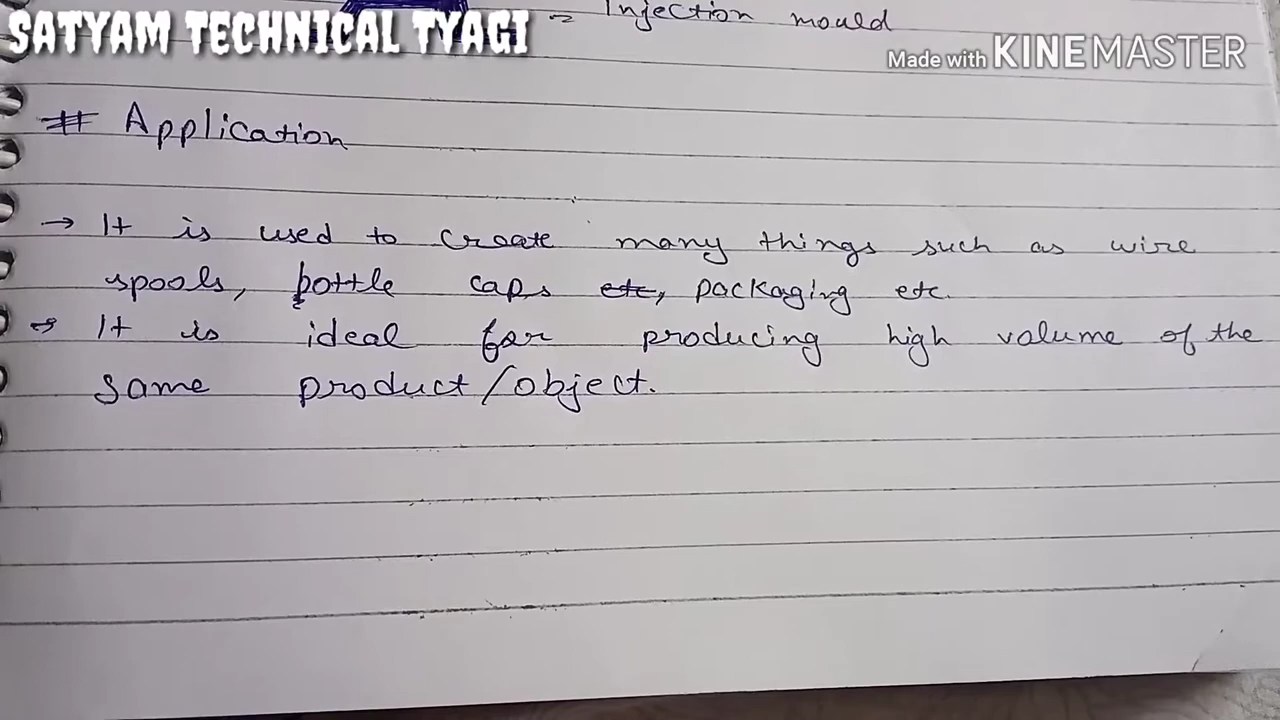 SATYAM TECHNICAL TYAGI
Injection mould
Made with KINEMASTER
# Application
→ It is used to create many things such as wire
spools, bottle caps etc, packaging etc.
→ It is ideal for producing high volume of the
same product/object.